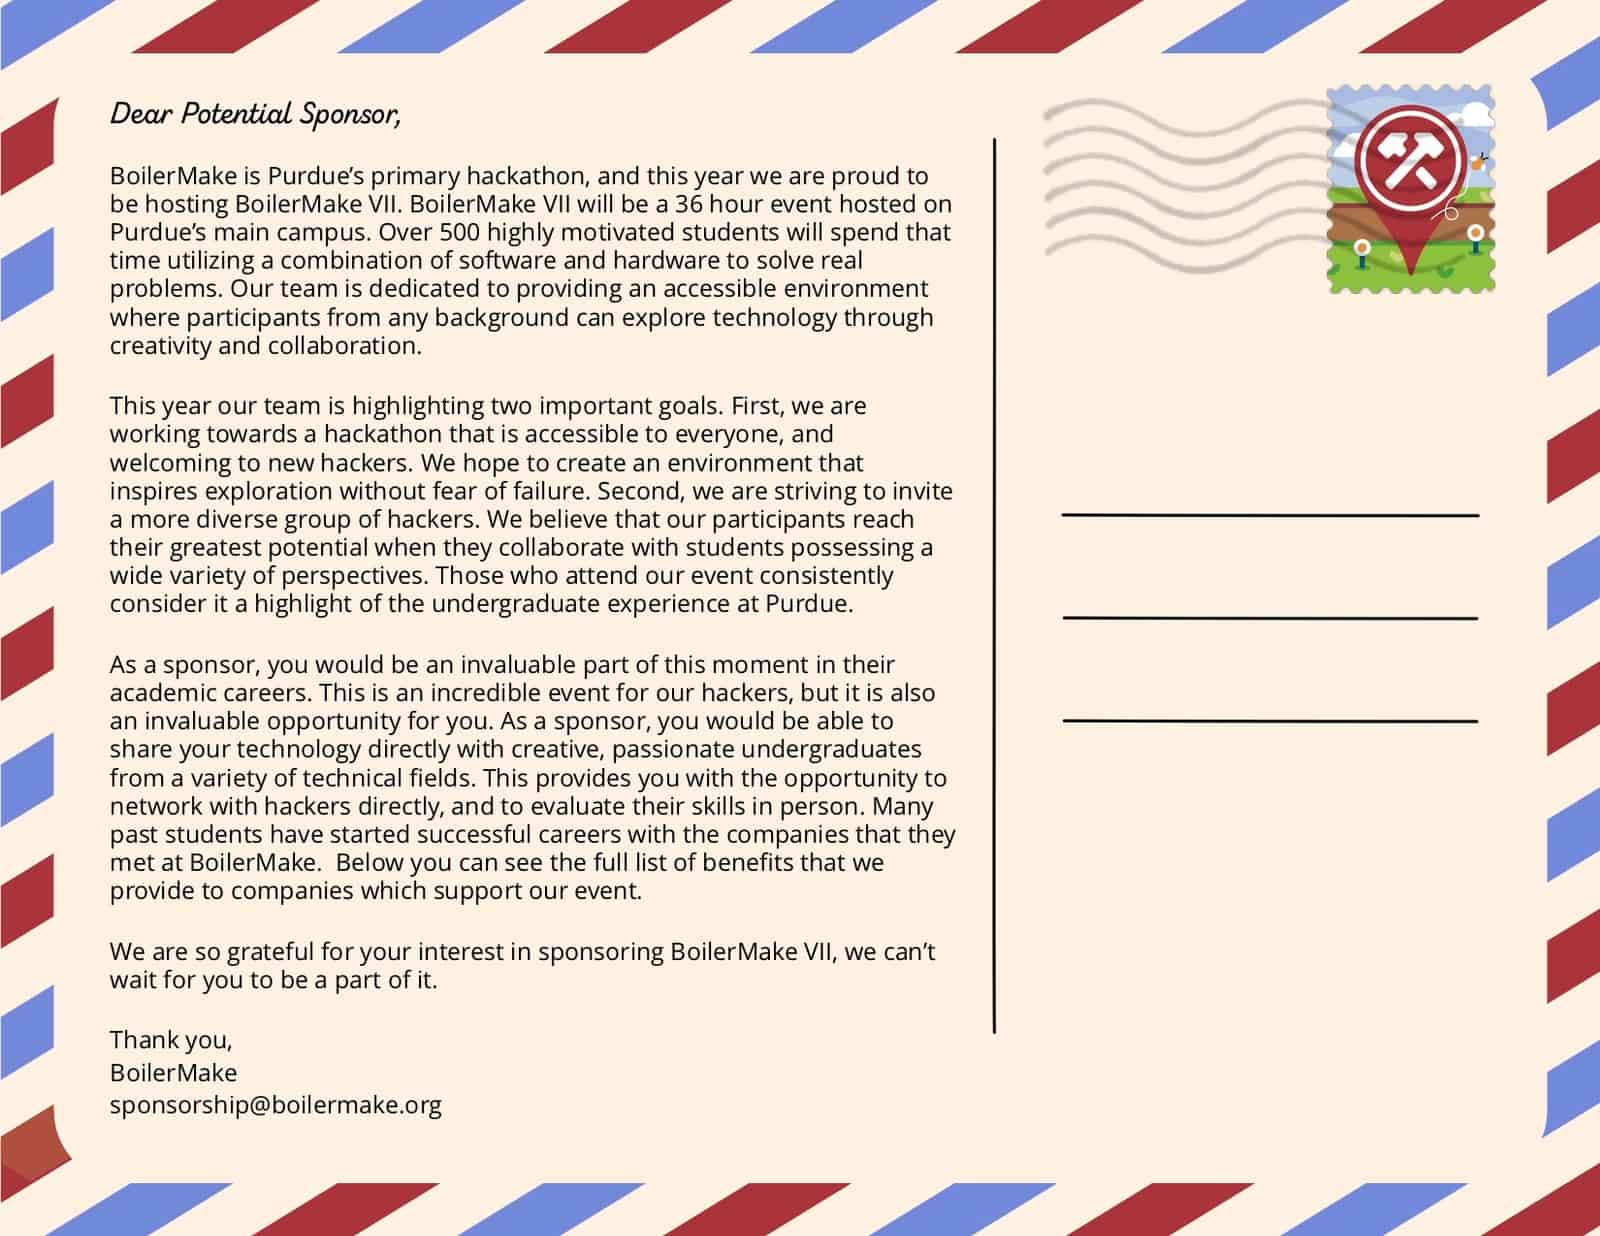 Dear Potential Sponsor,
BoilerMake is Purdue’s primary hackathon, and this year we are proud to
be hosting BoilerMake VII. BoilerMake VII will be a 36 hour event hosted on
Purdue’s main campus. Over 500 highly motivated students will spend that
time utilizing a combination of software and hardware to solve real
problems. Our team is dedicated to providing an accessible environment
where participants from any background can explore technology through
creativity and collaboration.
This year our team is highlighting two important goals. First, we are
working towards a hackathon that is accessible to everyone, and
welcoming to new hackers. We hope to create an environment that
inspires exploration without fear of failure. Second, we are striving to invite
a more diverse group of hackers. We believe that our participants reach
their greatest potential when they collaborate with students possessing a
wide variety of perspectives. Those who attend our event consistently
consider it a highlight of the undergraduate experience at Purdue.
As a sponsor, you would be an invaluable part of this moment in their
academic careers. This is an incredible event for our hackers, but it is also
an invaluable opportunity for you. As a sponsor, you would be able to
share your technology directly with creative, passionate undergraduates
from a variety of technical fields. This provides you with the opportunity to
network with hackers directly, and to evaluate their skills in person. Many
past students have started successful careers with the companies that they
met at BoilerMake.  Below you can see the full list of benefits that we
provide to companies which support our event.
We are so grateful for your interest in sponsoring BoilerMake VII, we can’t
wait for you to be a part of it.
Thank you,
BoilerMake
sponsorship@boilermake.org